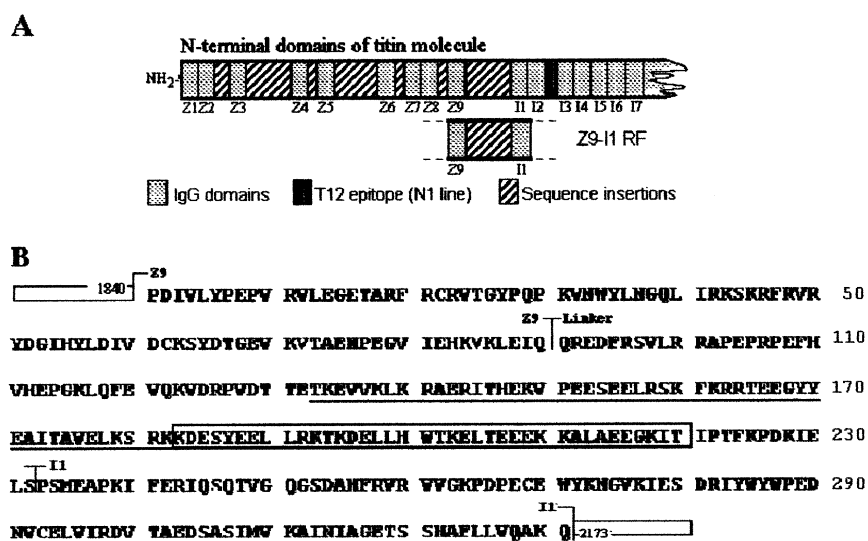 A
N-terminal domains of titin molecule
NH2-
Z1 Z2 Z3 Z4 Z5 Z6 Z7 Z8 Z9 I1 I2 I3 I4 I5 I6 I7
Z9-I1 RF
Z9 I1
IgG domains T12 epitope (N1 line) Sequence insertions
B
1840 Z9
PDIVLYPEPV RVLEGETARF RCRVTGYPQP KVNWYLNGQL IRKSKRFRVR 50
Z9 Linker
YDGIHYLDIV DCKSYDTGEV KVTAENPEGV IEHKVKLEIQ QREDFRSVLR RAPEPRPEFH 110
VHEPGKLQFE VQKVDRPVDT TETKEVVKLK RAERITHEKV PEESEELRSK FKRRTEEGYY 170
EAITAVELKS RKKDESYEEL LRKTKDELLH WTKELTEEEK KALAEEGKIT IPTFKPDKIE 230
I1
LSPSMEAPKI FERIQSQTVG QGSDAHFRVR VVGKPDPECE WYKNGVKIES DRIYWYWPED 290
I1
NVCELVIRDV TAEDSASIMV KAINIAGETS SHAFLLVQAK Q 2173